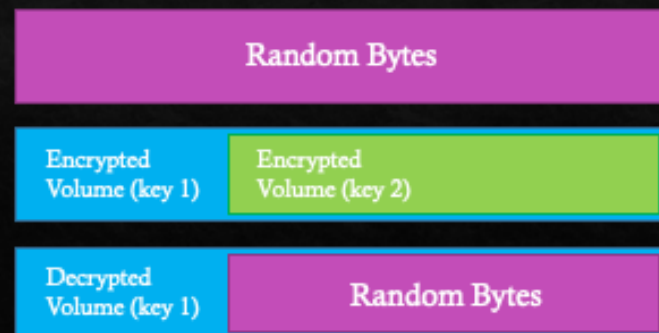 Random Bytes
Encrypted
Volume (key 1)
Encrypted
Volume (key 2)
Decrypted
Volume (key 1)
Random Bytes